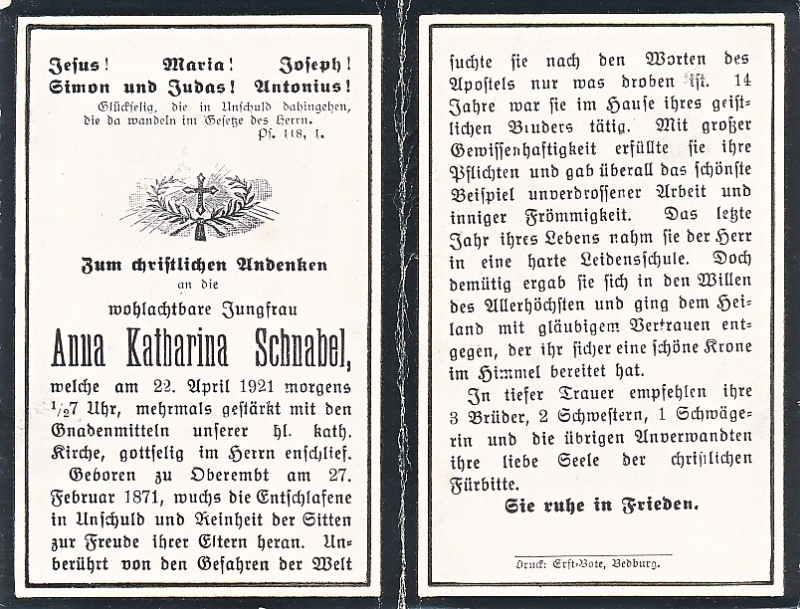 Jesus! Maria! Joseph!
Simon und Judas! Antonius!
Glückselig, die in Unschuld dahingehen,
die da wandeln im Gesetze des Herrn.
Ps. 118, 1.
Zum christlichen Andenken
an die
wohlachtbare Jungfrau
Anna Katharina Schnabel,
welche am 22. April 1921 morgens
1/27 Uhr, mehrmals gestärkt mit den
Gnadenmitteln unserer hl. kath.
Kirche, gottselig im Herrn enschlief.
Geboren zu Oberembt am 27.
Februar 1871, wuchs die Entschlafene
in Unschuld und Reinheit der Sitten
zur Freude ihrer Eltern heran. Un-
berührt von den Gefahren der Welt
suchte sie nach den Worten des
Apostels nur was droben ist. 14
Jahre war sie im Hause ihres geist-
lichen Bruders tätig. Mit großer
Gewissenhaftigkeit erfüllte sie ihre
Pflichten und gab überall das schönste
Beispiel unverdrossener Arbeit und
inniger Frömmigkeit. Das letzte
Jahr ihres Lebens nahm sie der Herr
in eine harte Leidensschule. Doch
demütig ergab sie sich in den Willen
des Allerhöchsten und ging dem Hei-
land mit gläubigem Vertrauen ent-
gegen, der ihr sicher eine schöne Krone
im Himmel bereitet hat.
In tiefer Trauer empfehlen ihre
3 Brüder, 2 Schwestern, 1 Schwäge-
rin und die übrigen Anverwandten
ihre liebe Seele der christlichen
Fürbitte.
Sie ruhe in Frieden.
Druck: Erft-Bote, Bedburg.